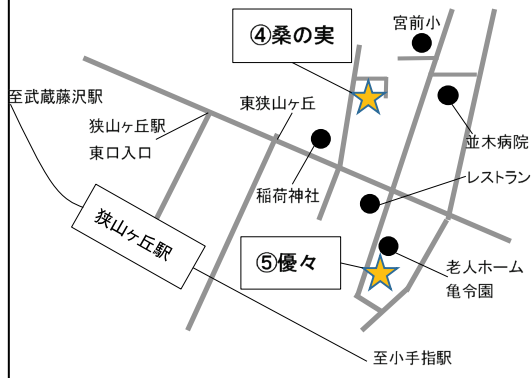 宮前小
④桑の実
至武蔵藤沢駅
東狭山ヶ丘
狭山ヶ丘駅
東口入口
並木病院
稲荷神社
レストラン
狭山ヶ丘駅
⑤優々
老人ホーム
亀令園
至小手指駅